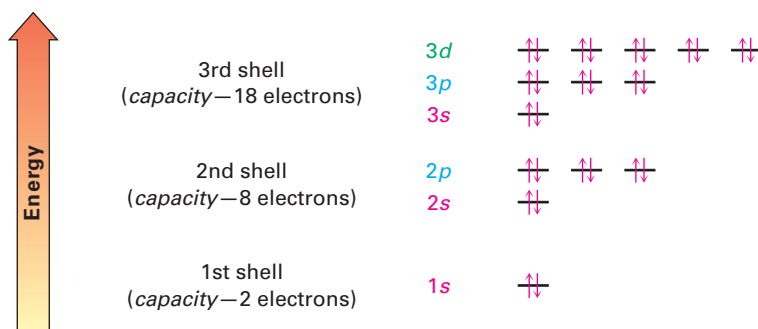 Energy
3rd shell
(capacity—18 electrons)
3d
3p
3s
2nd shell
(capacity—8 electrons)
2p
2s
1st shell
(capacity—2 electrons)
1s